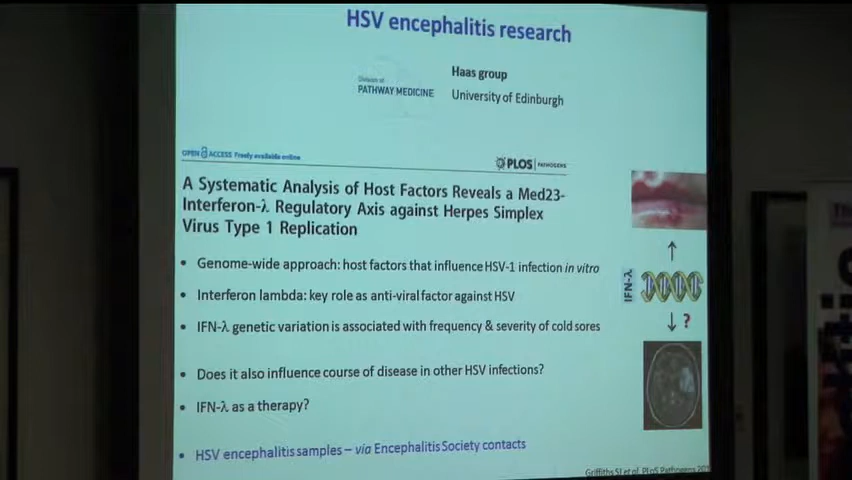 HSV encephalitis research
Haas group
Division of
PATHWAY MEDICINE
University of Edinburgh
OPEN ACCESS Freely available online
PLOS | PATHOGENS
A Systematic Analysis of Host Factors Reveals a Med23-
Interferon-λ Regulatory Axis against Herpes Simplex
Virus Type 1 Replication
• Genome-wide approach: host factors that influence HSV-1 infection in vitro
• Interferon lambda: key role as anti-viral factor against HSV
• IFN-λ genetic variation is associated with frequency & severity of cold sores
• Does it also influence course of disease in other HSV infections?
• IFN-λ as a therapy?
• HSV encephalitis samples – via Encephalitis Society contacts
IFN-λ
?
Griffiths SJ et al. PLoS Pathogens